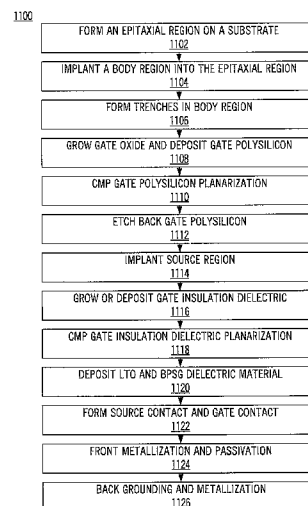 1100
FORM AN EPITAXIAL REGION ON A SUBSTRATE
1102
IMPLANT A BODY REGION INTO THE EPITAXIAL REGION
1104
FORM TRENCHES IN BODY REGION
1106
GROW GATE OXIDE AND DEPOSIT GATE POLYSILICON
1108
CMP GATE POLYSILICON PLANARIZATION
1110
ETCH BACK GATE POLYSILICON
1112
IMPLANT SOURCE REGION
1114
GROW OR DEPOSIT GATE INSULATION DIELECTRIC
1116
CMP GATE INSULATION DIELECTRIC PLANARIZATION
1118
DEPOSIT LTO AND BPSG DIELECTRIC MATERIAL
1120
FORM SOURCE CONTACT AND GATE CONTACT
1122
FRONT METALLIZATION AND PASSIVATION
1124
BACK GROUNDING AND METALLIZATION
1126